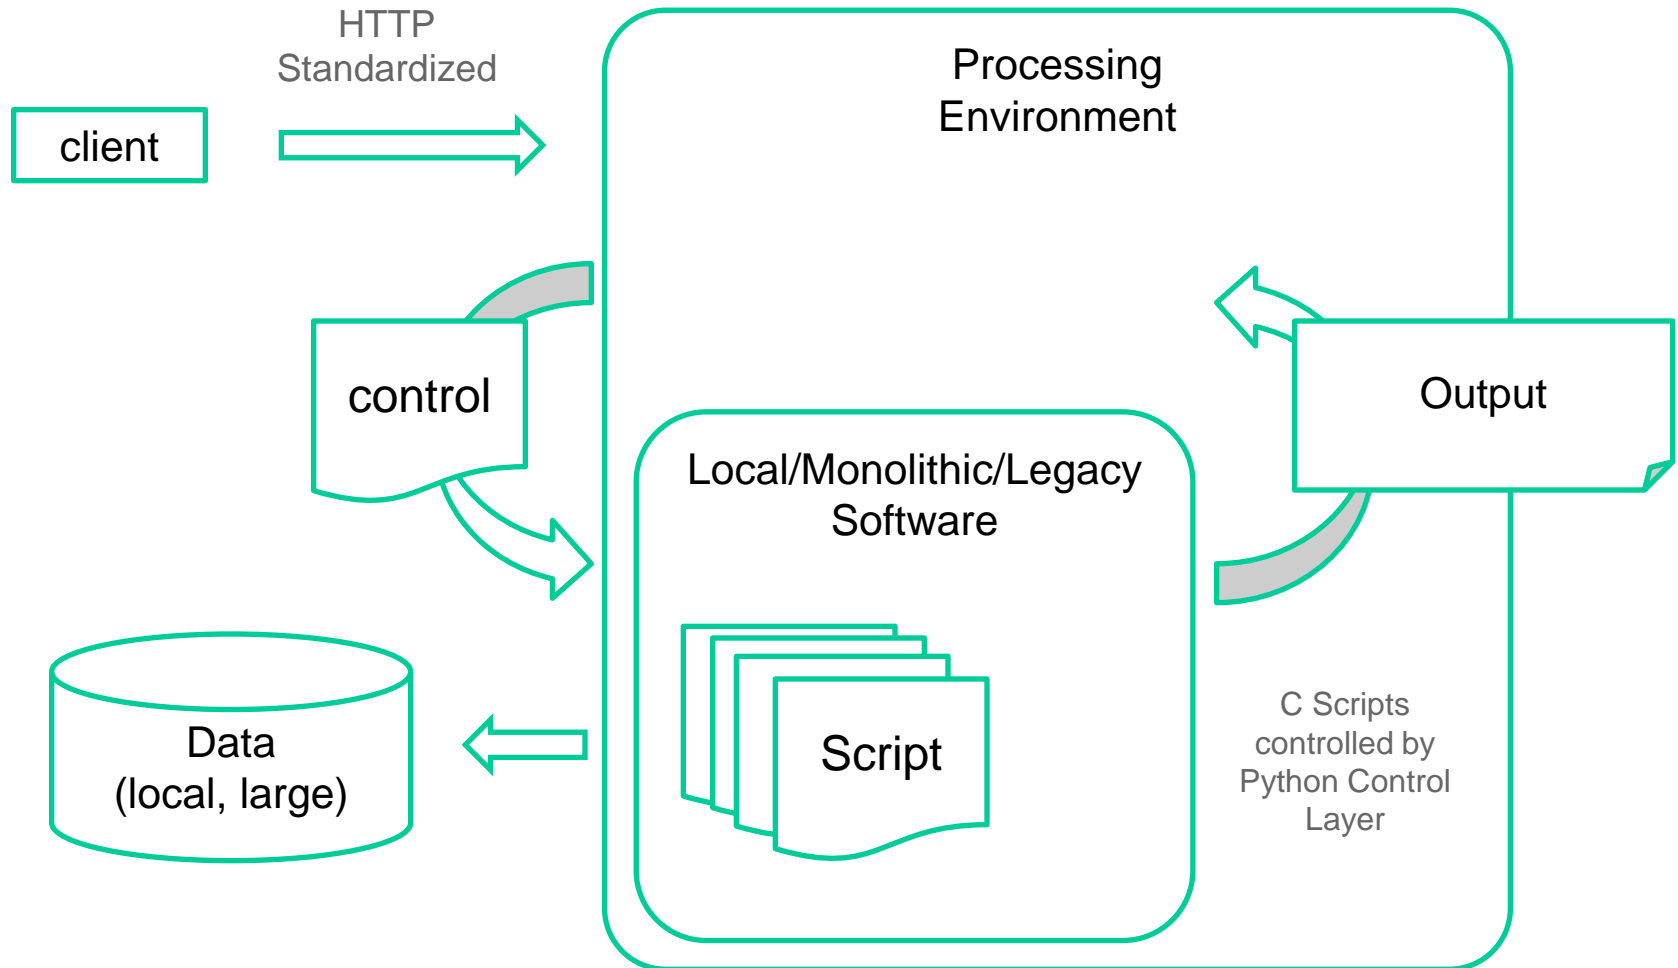 HTTP
Standardized
Processing
Environment
client
control
Output
Local/Monolithic/Legacy
Software
Script
Data
(local, large)
C Scripts
controlled by
Python Control
Layer